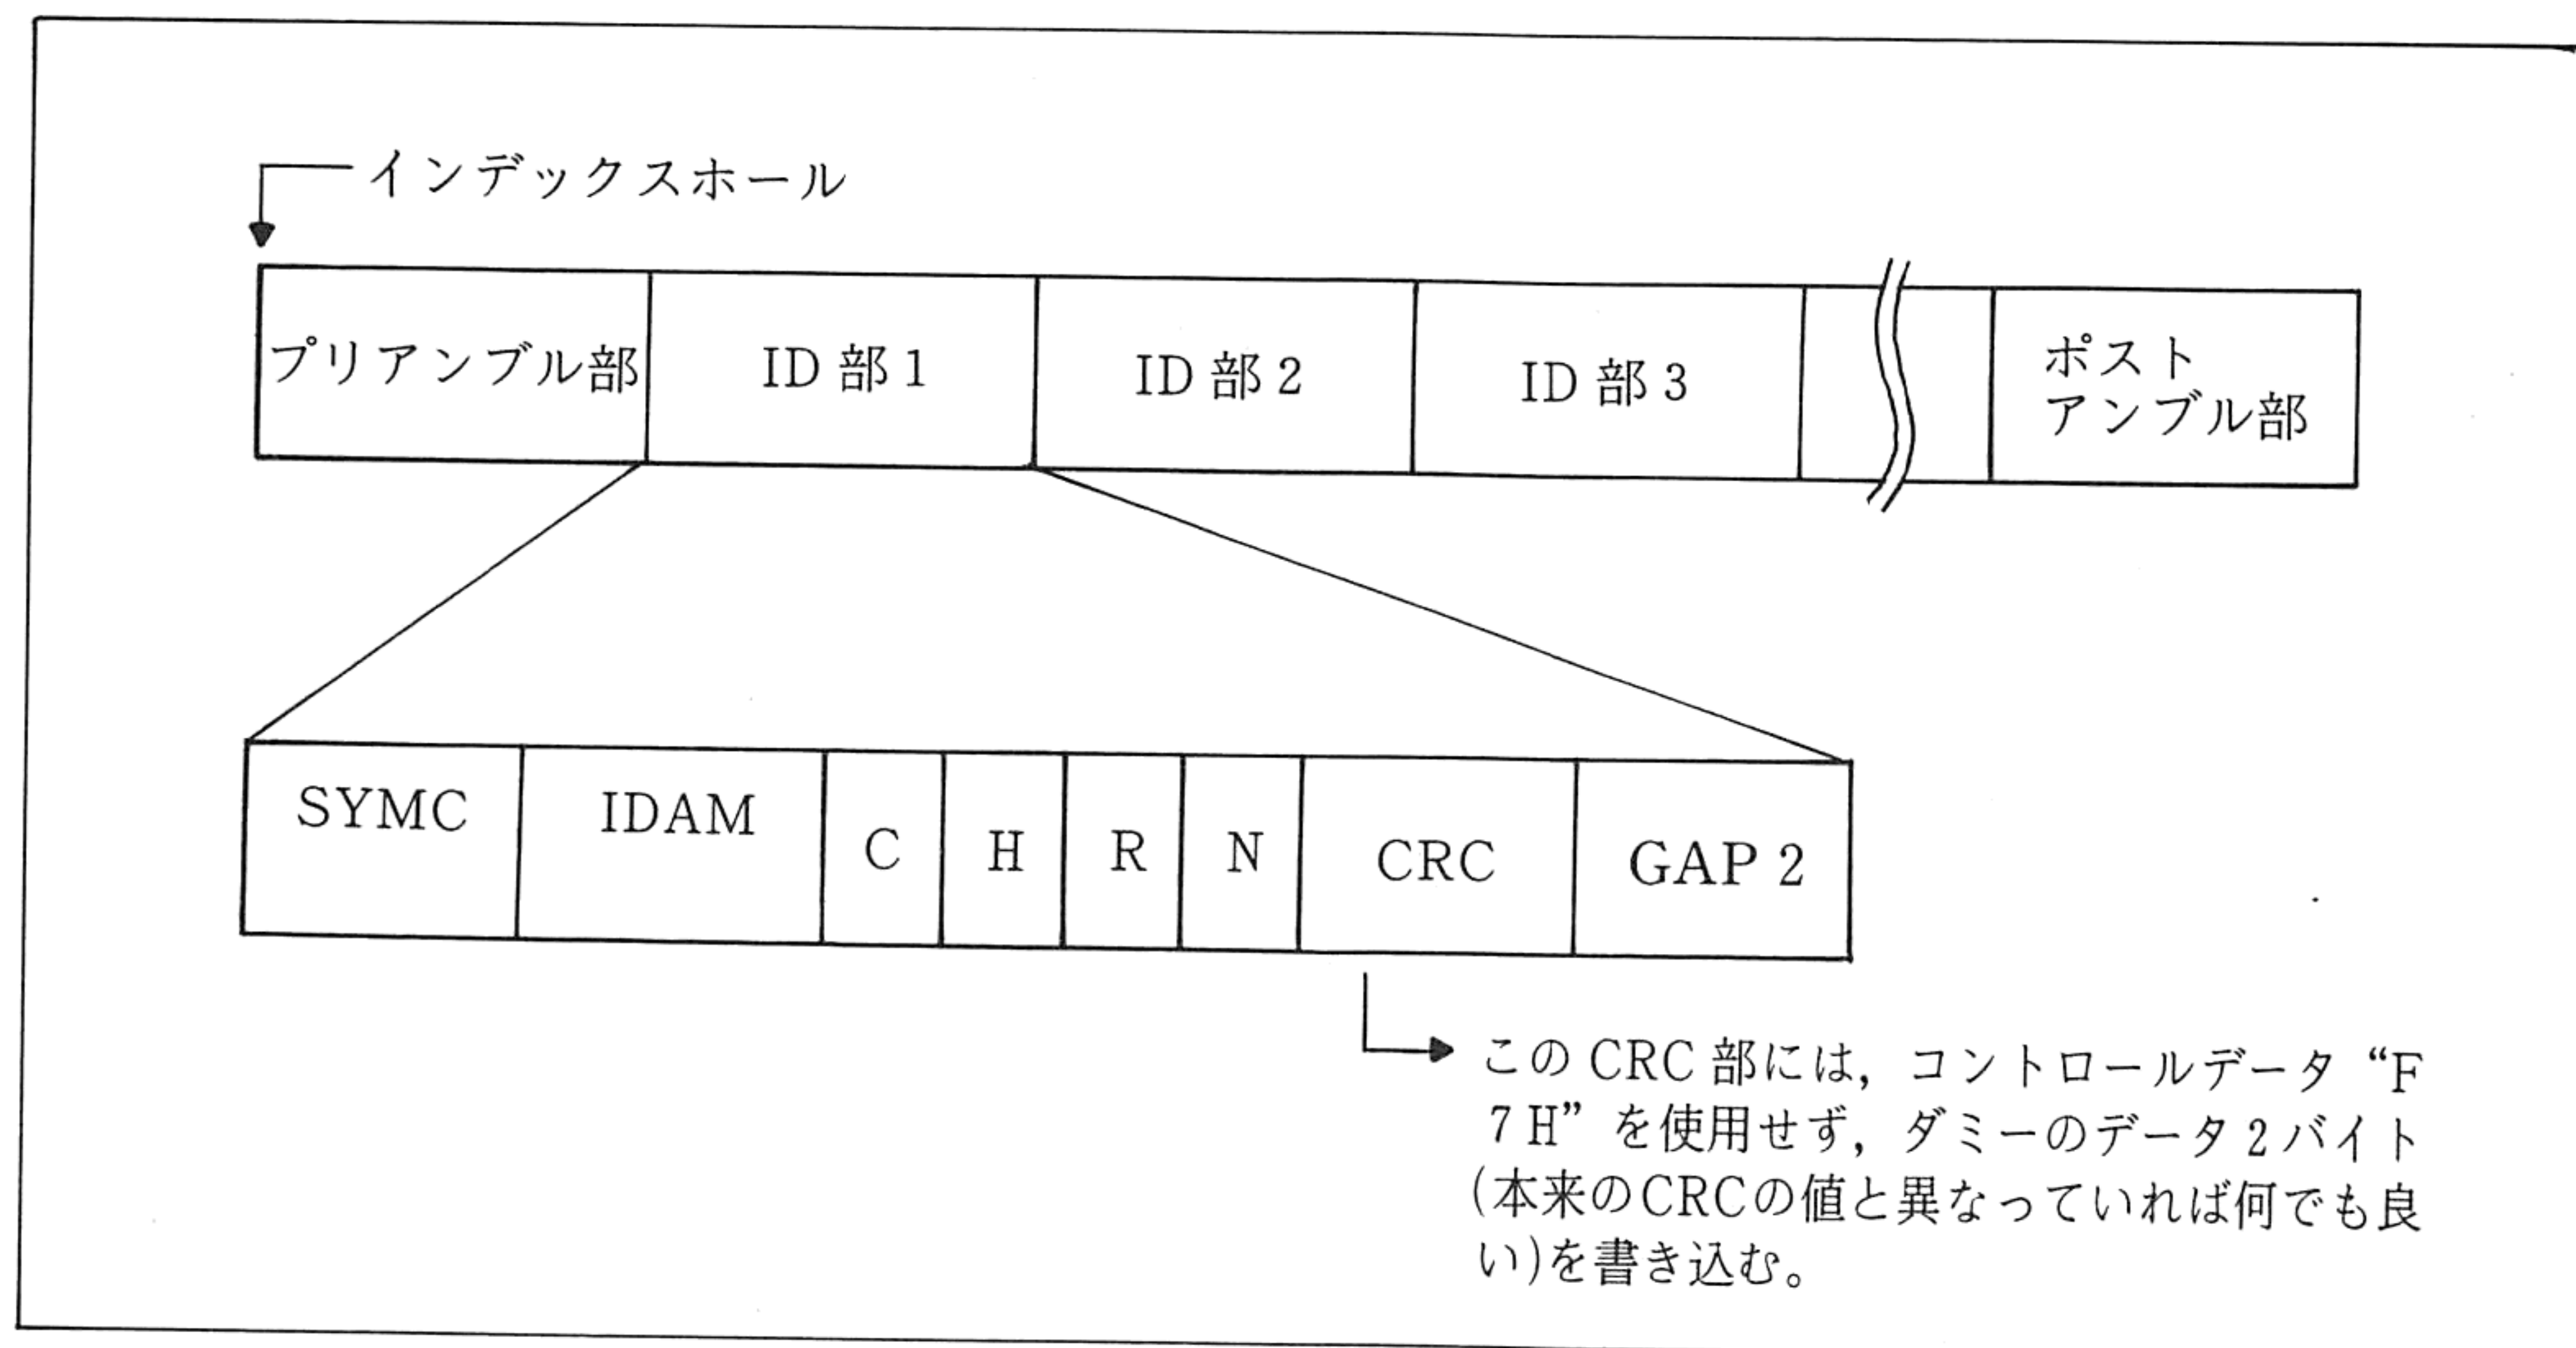 インデックスホール
プリアンブル部
ID部1
ID部2
ID部3
ポスト
アンブル部
SYMC
IDAM
C
H
R
N
CRC
GAP 2
このCRC部には，コントロールデータ“F
7H”を使用せず，ダミーのデータ2バイト
(本来のCRCの値と異なっていれば何でも良
い)を書き込む。